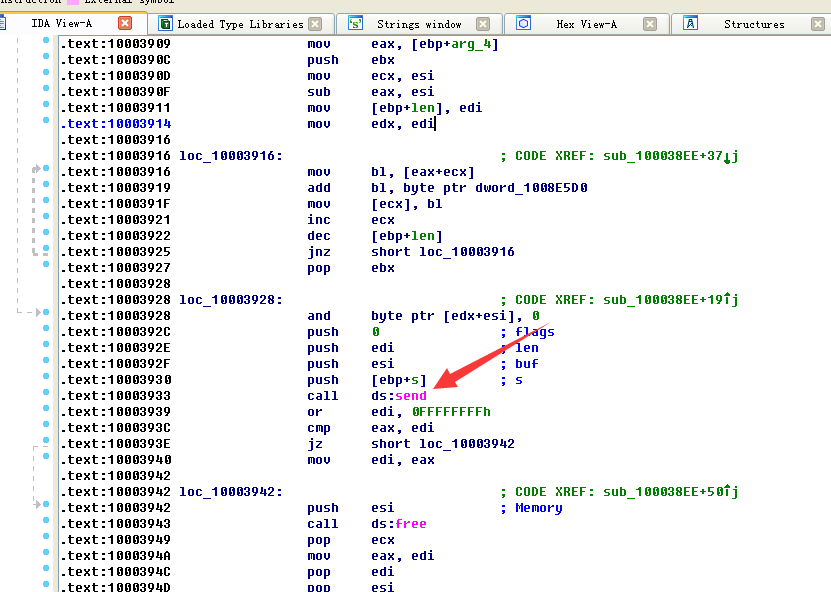 IDA View-A Loaded Type Libraries 's' Strings window Hex View-A A Structures
.text:10003909 mov eax, [ebp+arg_4]
.text:1000390C push ebx
.text:1000390D mov ecx, esi
.text:1000390F sub eax, esi
.text:10003911 mov [ebp+len], edi
.text:10003914 mov edx, edi
.text:10003916
.text:10003916 loc_10003916: ; CODE XREF: sub_100038EE+37↓j
.text:10003916 mov bl, [eax+ecx]
.text:10003919 add bl, byte ptr dword_1008E5D0
.text:1000391F mov [ecx], bl
.text:10003921 inc ecx
.text:10003922 dec [ebp+len]
.text:10003925 jnz short loc_10003916
.text:10003927 pop ebx
.text:10003928
.text:10003928 loc_10003928: ; CODE XREF: sub_100038EE+19↑j
.text:10003928 and byte ptr [edx+esi], 0
.text:1000392C push 0 ; flags
.text:1000392E push edi ; len
.text:1000392F push esi ; buf
.text:10003930 push [ebp+s] ; s
.text:10003933 call ds:send
.text:10003939 or edi, 0FFFFFFFFh
.text:1000393C cmp eax, edi
.text:1000393E jz short loc_10003942
.text:10003940 mov edi, eax
.text:10003942
.text:10003942 loc_10003942: ; CODE XREF: sub_100038EE+50↑j
.text:10003942 push esi ; Memory
.text:10003943 call ds:free
.text:10003949 pop ecx
.text:1000394A mov eax, edi
.text:1000394C pop edi
.text:1000394D pop esi